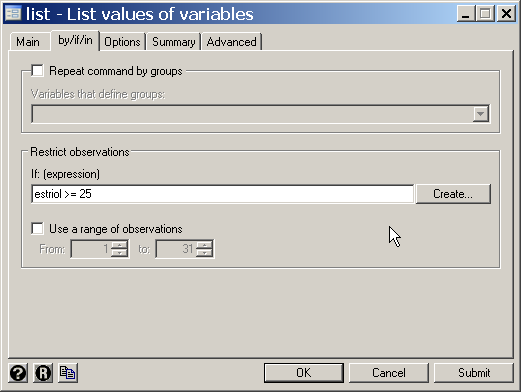 list - List values of variables
Main by/if/in Options Summary Advanced
Repeat command by groups
Variables that define groups:
Restrict observations
If: (expression)
estriol >= 25 Create...
Use a range of observations
From: 1 to: 31
? R OK Cancel Submit